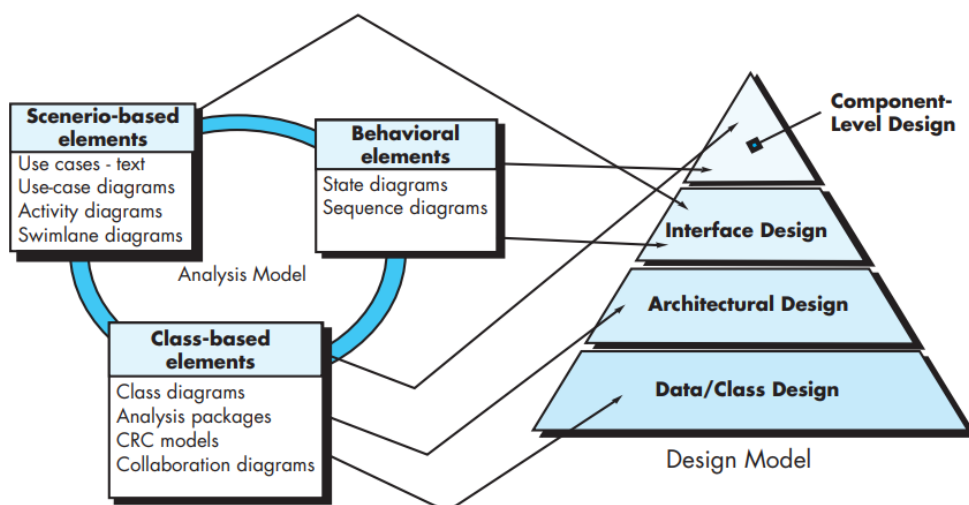 Scenerio-based
elements
Use cases - text
Use-case diagrams
Activity diagrams
Swimlane diagrams
Behavioral
elements
State diagrams
Sequence diagrams
Analysis Model
Class-based
elements
Class diagrams
Analysis packages
CRC models
Collaboration diagrams
Component-
Level Design
Interface Design
Architectural Design
Data/Class Design
Design Model